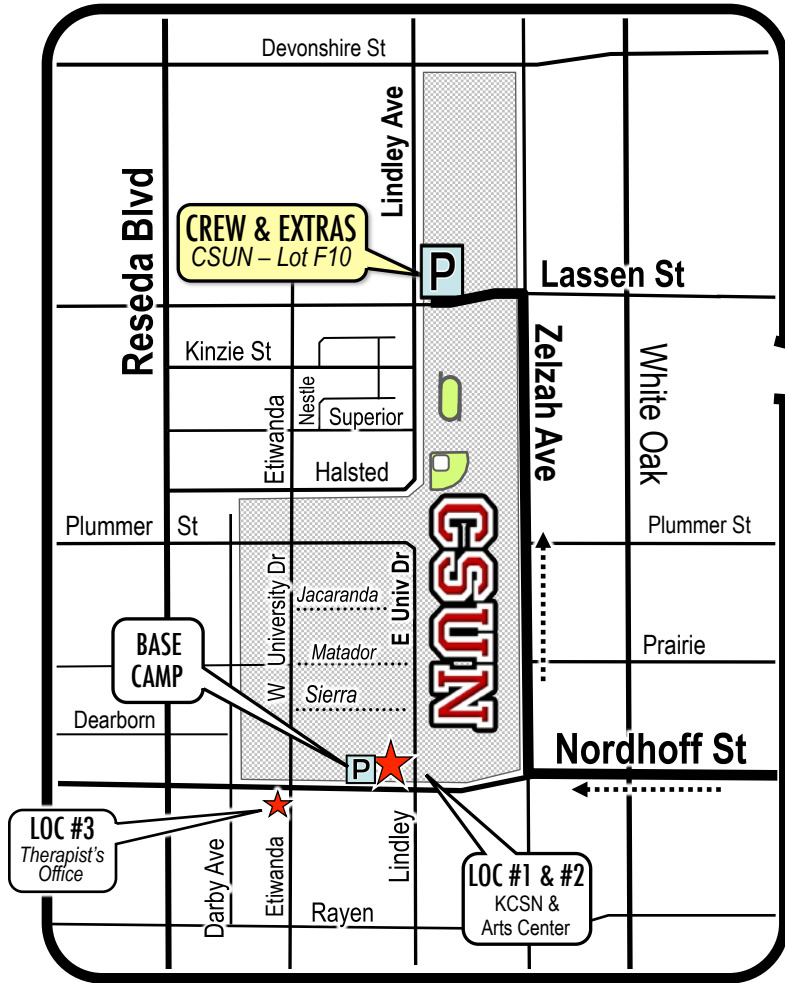 Devonshire St
Lindley Ave
Reseda Blvd
CREW & EXTRAS
CSUN – Lot F10
P
Lassen St
Zelzah Ave
White Oak
Kinzie St
Nestle
Superior
Etiwanda
Halsted
Plummer St
Plummer St
CSUN
W University Dr
E Univ Dr
Jacaranda
Matador
Sierra
Prairie
BASE
CAMP
Dearborn
P
Nordhoff St
LOC #3
Therapist's
Office
Darby Ave
Etiwanda
Lindley
LOC #1 & #2
KCSN &
Arts Center
Rayen